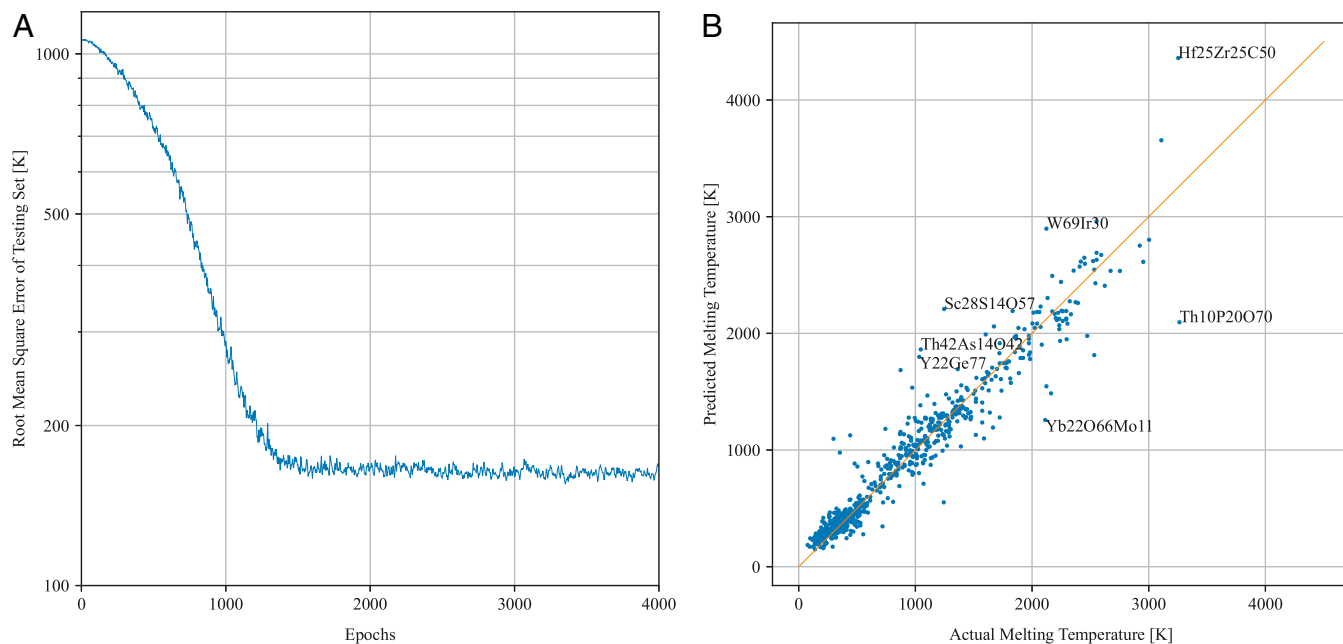 A
Root Mean Square Error of Testing Set [K]
1000
500
200
100
0
1000
2000
3000
4000
Epochs
B
Predicted Melting Temperature [K]
4000
3000
2000
1000
0
Hf25Zr25C50
W69Ir30
Sc28S14O57
Th10P20O70
Th42As14O42
Y22Ge77
Yb22O66Mo11
0
1000
2000
3000
4000
Actual Melting Temperature [K]